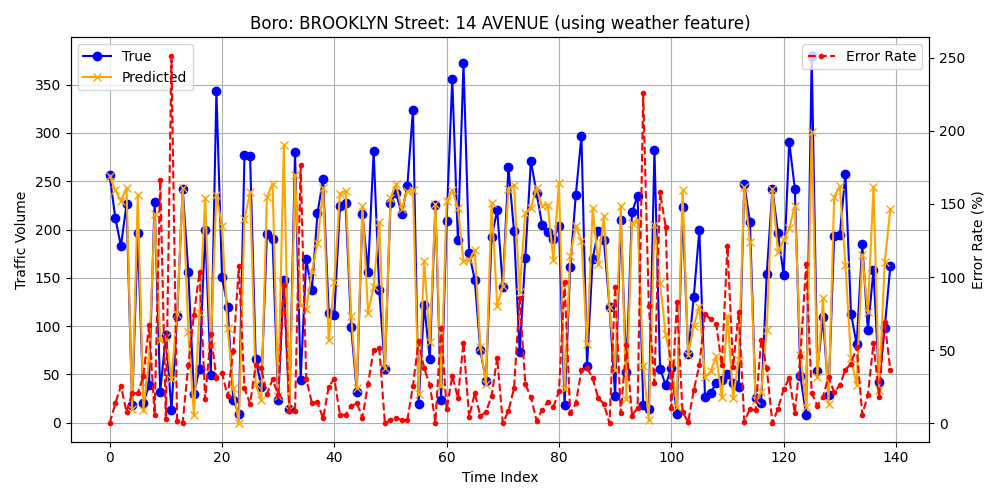 Boro: BROOKLYN Street: 14 AVENUE (using weather feature)
True
Predicted
Error Rate
Traffic Volume
350
300
250
200
150
100
50
0
250
200
150
100
50
0
Error Rate (%)
0 20 40 60 80 100 120 140
Time Index